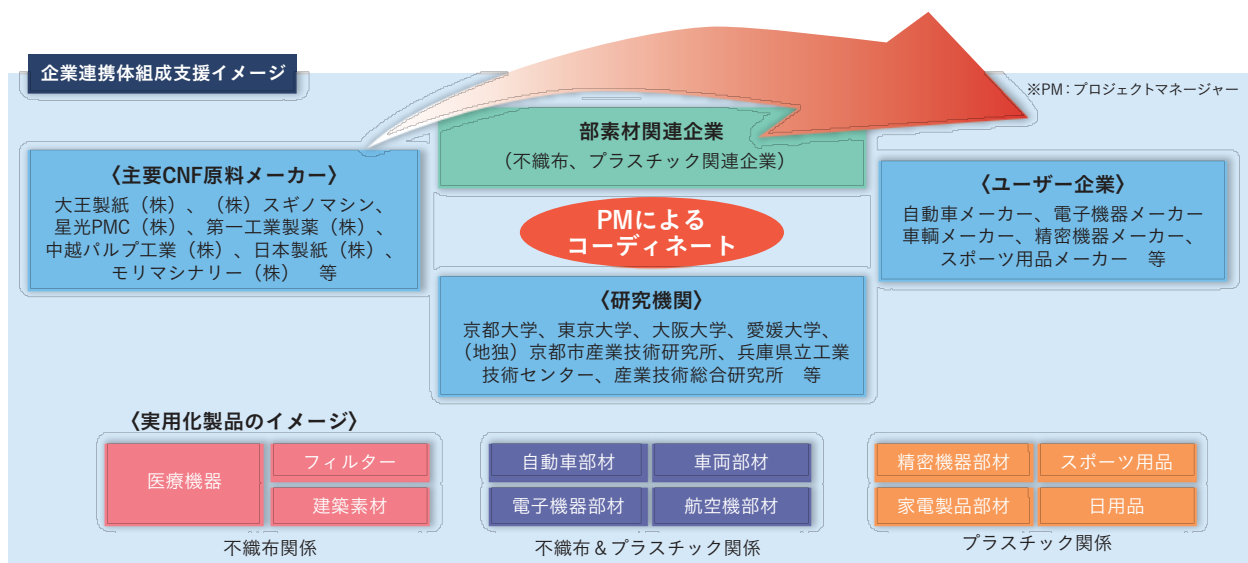 企業連携体組成支援イメージ
※PM：プロジェクトマネージャー
部素材関連企業
（不織布、プラスチック関連企業）
〈主要CNF原料メーカー〉
大王製紙（株）、（株）スギノマシン、
星光PMC（株）、第一工業製薬（株）、
中越パルプ工業（株）、日本製紙（株）、
モリマシナリー（株）　等
PMによる
コーディネート
〈ユーザー企業〉
自動車メーカー、電子機器メーカー
車輌メーカー、精密機器メーカー、
スポーツ用品メーカー　等
〈研究機関〉
京都大学、東京大学、大阪大学、愛媛大学、
（地独）京都市産業技術研究所、兵庫県立工業
技術センター、産業技術総合研究所　等
〈実用化製品のイメージ〉
医療機器
フィルター
建築素材
不織布関係
自動車部材
車両部材
電子機器部材
航空機部材
不織布＆プラスチック関係
精密機器部材
スポーツ用品
家電製品部材
日用品
プラスチック関係